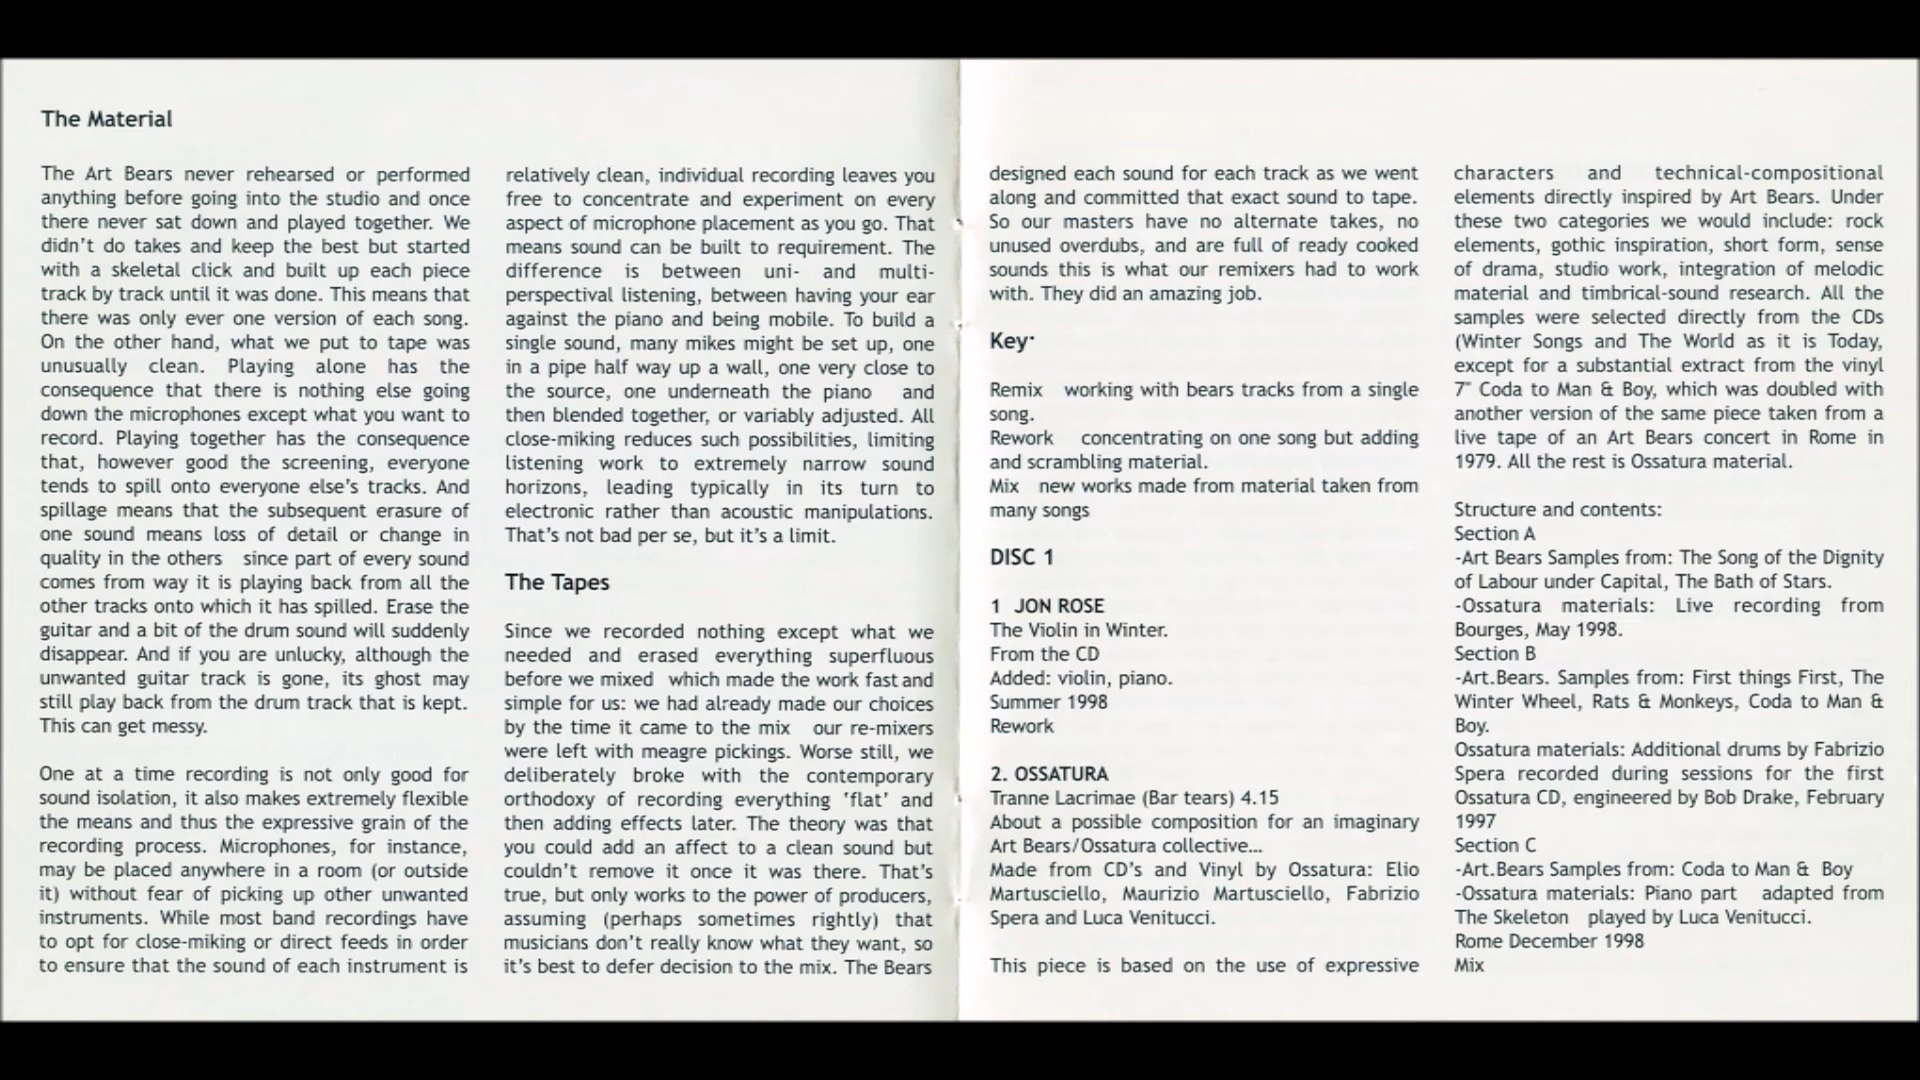 The Material
The Art Bears never rehearsed or performed
anything before going into the studio and once
there never sat down and played together. We
didn't do takes and keep the best but started
with a skeletal click and built up each piece
track by track until it was done. This means that
there was only ever one version of each song.
On the other hand, what we put to tape was
unusually clean. Playing alone has the
consequence that there is nothing else going
down the microphones except what you want to
record. Playing together has the consequence
that, however good the screening, everyone
tends to spill onto everyone else's tracks. And
spillage means that the subsequent erasure of
one sound means loss of detail or change in
quality in the others since part of every sound
comes from way it is playing back from all the
other tracks onto which it has spilled. Erase the
guitar and a bit of the drum sound will suddenly
disappear. And if you are unlucky, although the
unwanted guitar track is gone, its ghost may
still play back from the drum track that is kept.
This can get messy.
One at a time recording is not only good for
sound isolation, it also makes extremely flexible
the means and thus the expressive grain of the
recording process. Microphones, for instance,
may be placed anywhere in a room (or outside
it) without fear of picking up other unwanted
instruments. While most band recordings have
to opt for close-miking or direct feeds in order
to ensure that the sound of each instrument is
relatively clean, individual recording leaves you
free to concentrate and experiment on every
aspect of microphone placement as you go. That
means sound can be built to requirement. The
difference is between uni- and multi-
perspectival listening, between having your ear
against the piano and being mobile. To build a
single sound, many mikes might be set up, one
in a pipe half way up a wall, one very close to
the source, one underneath the piano and
then blended together, or variably adjusted. All
close-miking reduces such possibilities, limiting
listening work to extremely narrow sound
horizons, leading typically in its turn to
electronic rather than acoustic manipulations.
That's not bad per se, but it's a limit.
The Tapes
Since we recorded nothing except what we
needed and erased everything superfluous
before we mixed which made the work fast and
simple for us: we had already made our choices
by the time it came to the mix our re-mixers
were left with meagre pickings. Worse still, we
deliberately broke with the contemporary
orthodoxy of recording everything 'flat' and
then adding effects later. The theory was that
you could add an affect to a clean sound but
couldn't remove it once it was there. That's
true, but only works to the power of producers,
assuming (perhaps sometimes rightly) that
musicians don't really know what they want, so
it's best to defer decision to the mix. The Bears
designed each sound for each track as we went
along and committed that exact sound to tape.
So our masters have no alternate takes, no
unused overdubs, and are full of ready cooked
sounds this is what our remixers had to work
with. They did an amazing job.
Key·
Remix working with bears tracks from a single
song.
Rework concentrating on one song but adding
and scrambling material.
Mix new works made from material taken from
many songs
DISC 1
1 JON ROSE
The Violin in Winter.
From the CD
Added: violin, piano.
Summer 1998
Rework
2. OSSATURA
Tranne Lacrimae (Bar tears) 4.15
About a possible composition for an imaginary
Art Bears/Ossatura collective...
Made from CD's and Vinyl by Ossatura: Elio
Martusciello, Maurizio Martusciello, Fabrizio
Spera and Luca Venitucci.
This piece is based on the use of expressive
characters and technical-compositional
elements directly inspired by Art Bears. Under
these two categories we would include: rock
elements, gothic inspiration, short form, sense
of drama, studio work, integration of melodic
material and timbrical-sound research. All the
samples were selected directly from the CDs
(Winter Songs and The World as it is Today,
except for a substantial extract from the vinyl
7" Coda to Man & Boy, which was doubled with
another version of the same piece taken from a
live tape of an Art Bears concert in Rome in
1979. All the rest is Ossatura material.
Structure and contents:
Section A
-Art Bears Samples from: The Song of the Dignity
of Labour under Capital, The Bath of Stars.
-Ossatura materials: Live recording from
Bourges, May 1998.
Section B
-Art.Bears. Samples from: First things First, The
Winter Wheel, Rats & Monkeys, Coda to Man &
Boy.
Ossatura materials: Additional drums by Fabrizio
Spera recorded during sessions for the first
Ossatura CD, engineered by Bob Drake, February
1997
Section C
-Art.Bears Samples from: Coda to Man & Boy
-Ossatura materials: Piano part adapted from
The Skeleton played by Luca Venitucci.
Rome December 1998
Mix